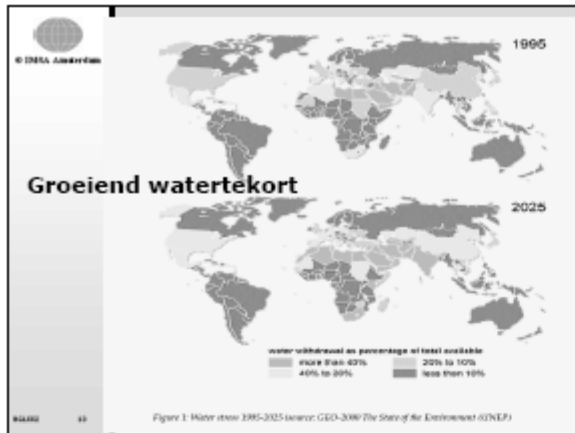 © IMSA Amsterdam
1995
Groeiend watertekort
2025
water withdrawal as percentage of total available
more than 40%
20% to 10%
40% to 20%
less than 10%
Figure 1: Water stress 1995-2025 (source: GEO-2000 The State of the Environment (UNEP)